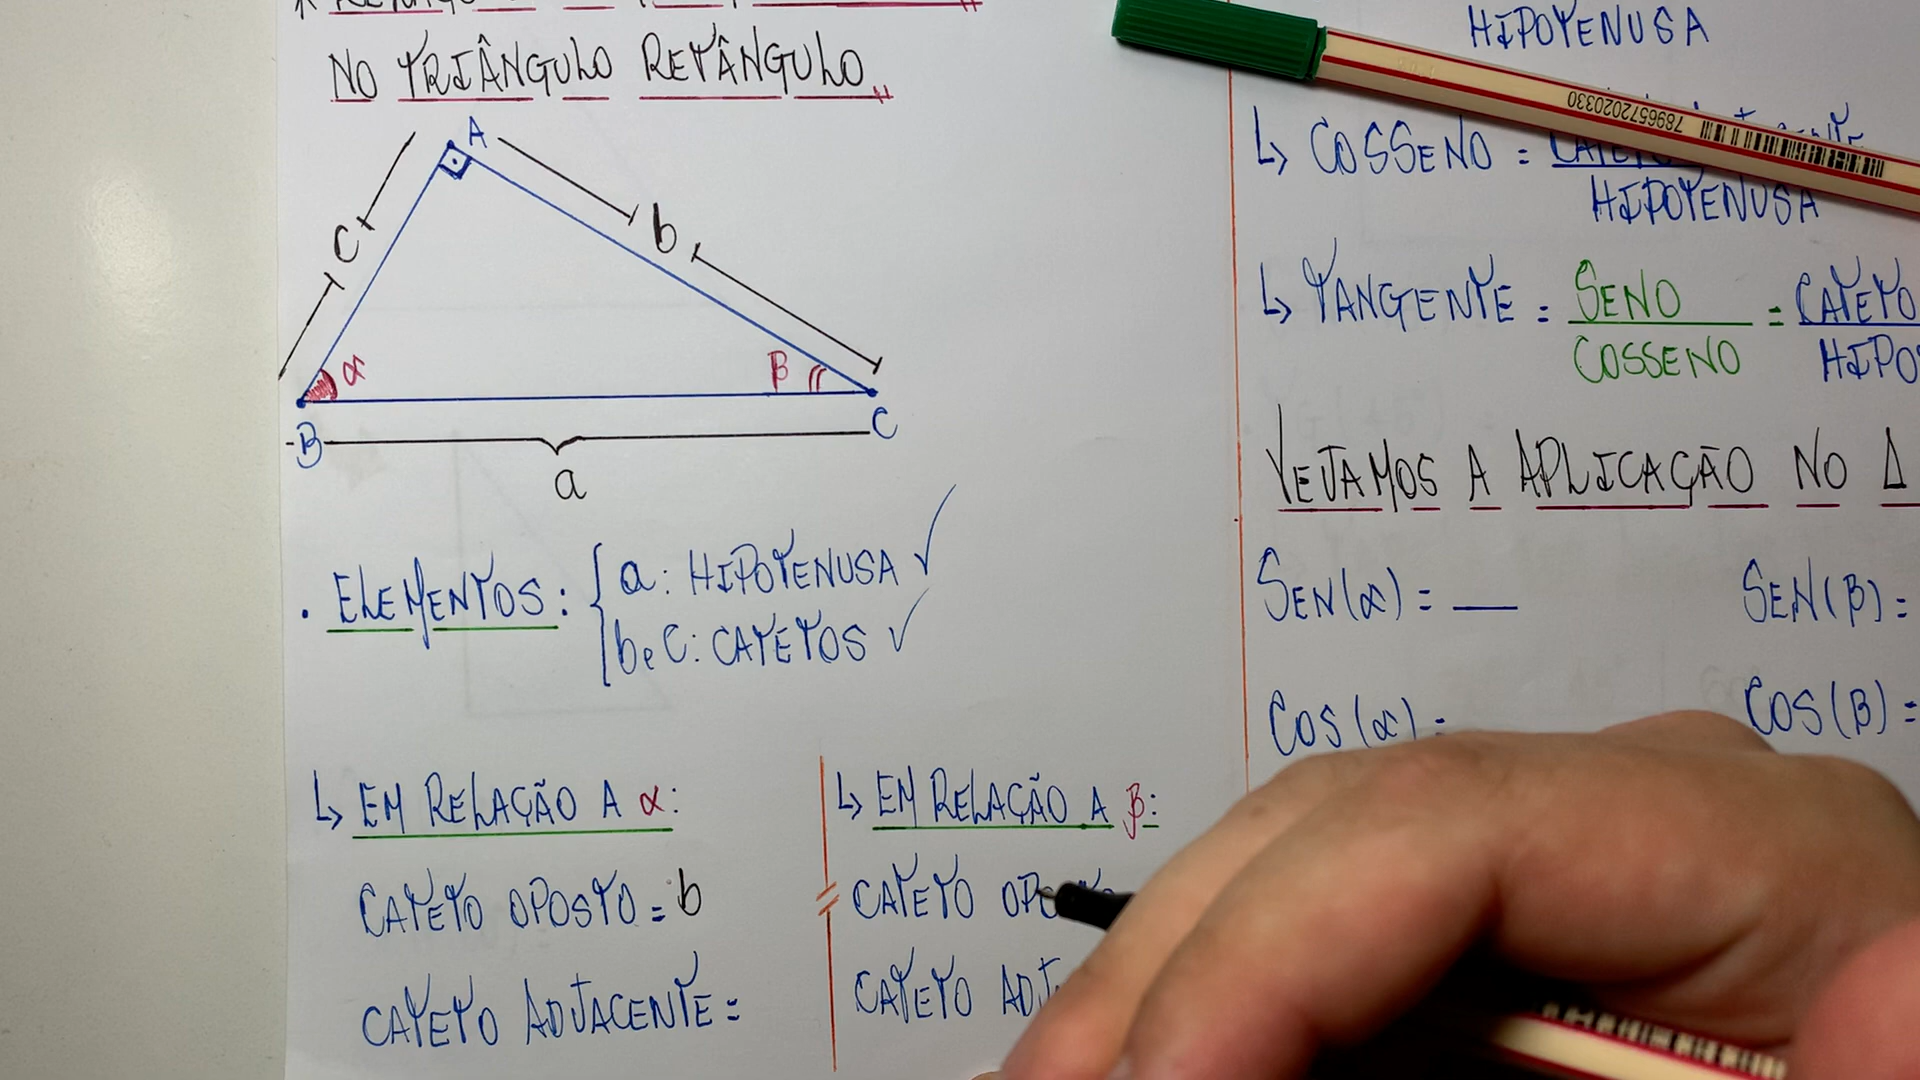 NO TRIÂNGULO RETÂNGULO
A
c
b
α
β
B
C
a
. ELEMENTOS: { a: HIPOTENUSA ✓
b e c: CATETOS ✓
↳ EM RELAÇÃO A α:
CATETO OPOSTO = b
CATETO ADJACENTE =
↳ EM RELAÇÃO A β:
CATETO
CATETO
HIPOTENUSA
↳ COSSENO =
HIPOTENUSA
↳ TANGENTE = SENO = CATETO
COSSENO
VEJAMOS A APLICAÇÃO NO Δ
SEN(α) = __ SEN(β) =
COS(α) = COS(β) =
7896572020330